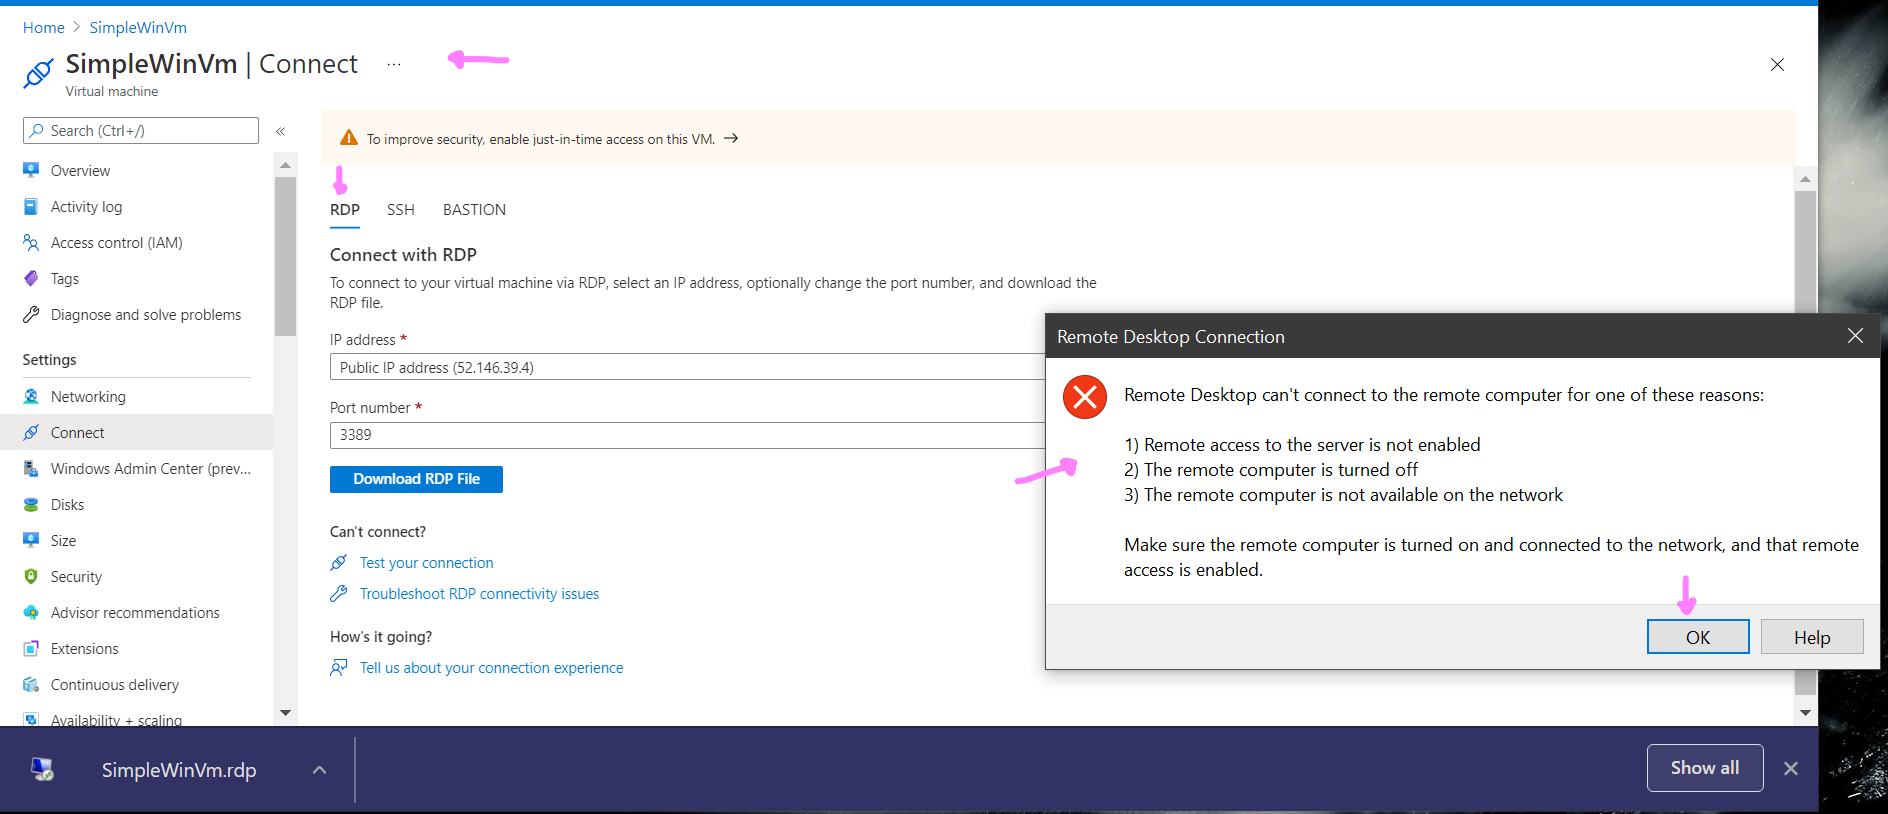 Home > SimpleWinVm
SimpleWinVm | Connect ...
Virtual machine
Search (Ctrl+/) «
Overview
Activity log
Access control (IAM)
Tags
Diagnose and solve problems
Settings
Networking
Connect
Windows Admin Center (prev...
Disks
Size
Security
Advisor recommendations
Extensions
Continuous delivery
Availability + scaling
To improve security, enable just-in-time access on this VM. →
RDP SSH BASTION
Connect with RDP
To connect to your virtual machine via RDP, select an IP address, optionally change the port number, and download the
RDP file.
IP address *
Public IP address (52.146.39.4)
Port number *
3389
Download RDP File
Can't connect?
Test your connection
Troubleshoot RDP connectivity issues
How's it going?
Tell us about your connection experience
Remote Desktop Connection
Remote Desktop can't connect to the remote computer for one of these reasons:
1) Remote access to the server is not enabled
2) The remote computer is turned off
3) The remote computer is not available on the network
Make sure the remote computer is turned on and connected to the network, and that remote
access is enabled.
OK Help
SimpleWinVm.rdp
Show all